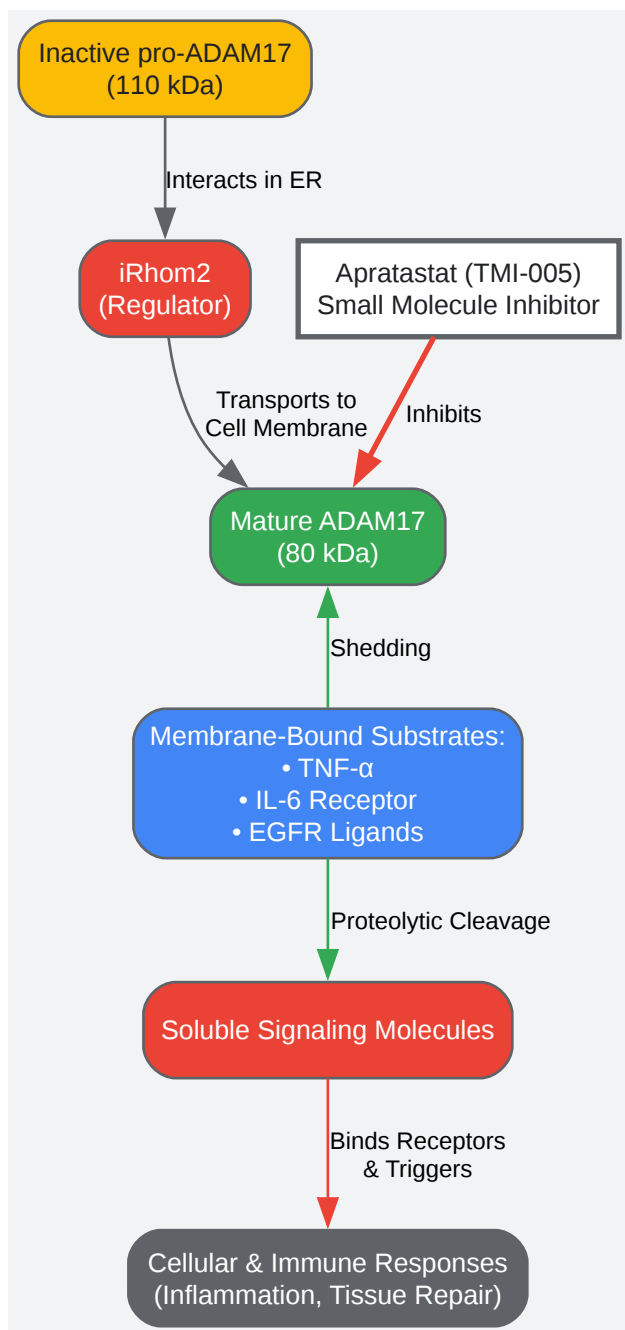 Inactive pro-ADAM17
(110 kDa)
Interacts in ER
iRhom2
(Regulator)
Apratastat (TMI-005)
Small Molecule Inhibitor
Transports to
Cell Membrane
Inhibits
Mature ADAM17
(80 kDa)
Shedding
Membrane-Bound Substrates:
• TNF-α
• IL-6 Receptor
• EGFR Ligands
Proteolytic Cleavage
Soluble Signaling Molecules
Binds Receptors
& Triggers
Cellular & Immune Responses
(Inflammation, Tissue Repair)